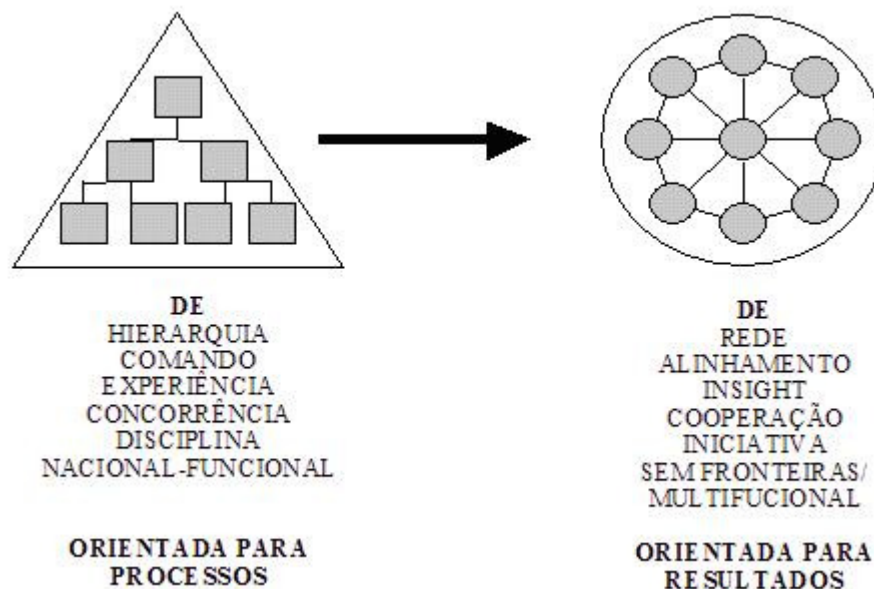 DE
HIERARQUIA
COMANDO
EXPERIÊNCIA
CONCORRÊNCIA
DISCIPLINA
NACIONAL-FUNCIONAL
ORIENTADA PARA
PROCESSOS
DE
REDE
ALINHAMENTO
INSIGHT
COOPERAÇÃO
INICIATIVA
SEM FRONTEIRAS/
MULTIFUCIONAL
ORIENTADA PARA
RESULTADOS